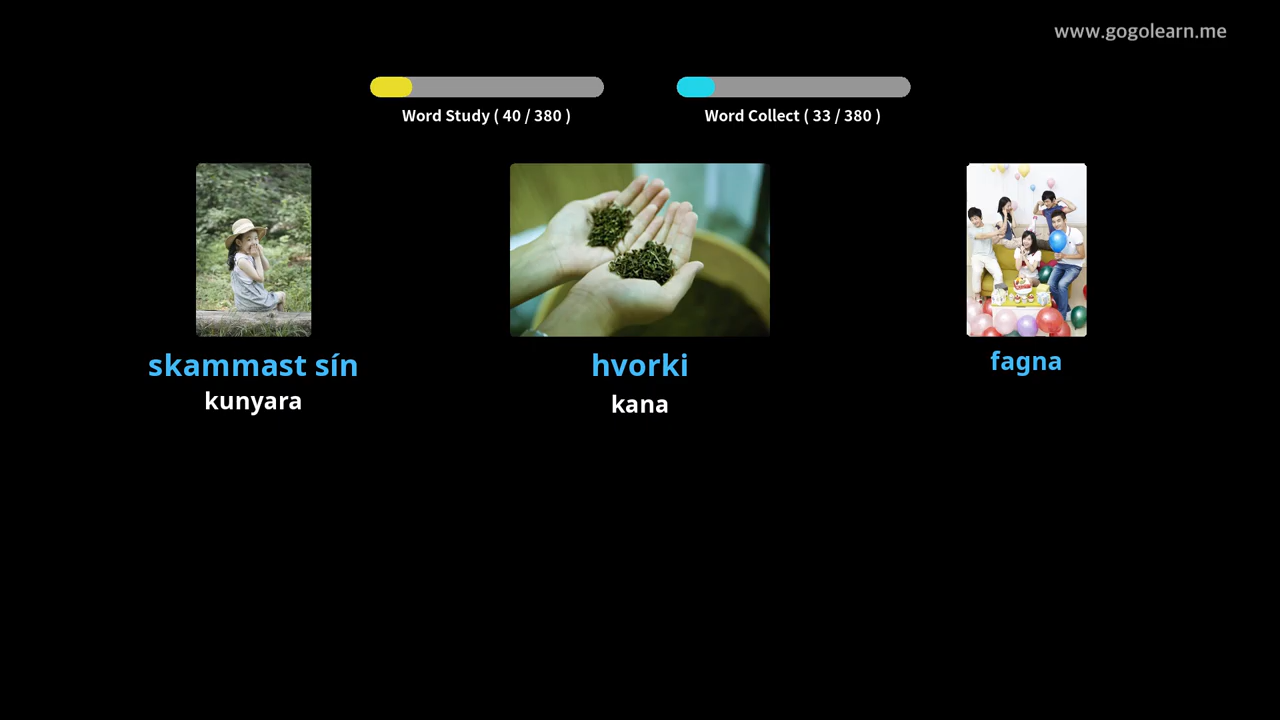 www.gogolearn.me
Word Study ( 40 / 380 )
Word Collect ( 33 / 380 )
skammast sín
kunyara
hvorki
kana
fagna